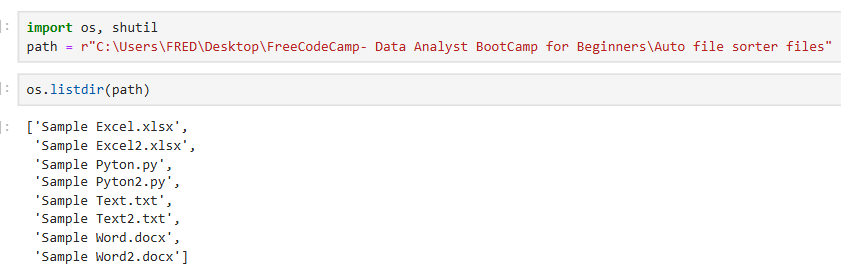 ]:
import os, shutil
path = r"C:\Users\FRED\Desktop\FreeCodeCamp- Data Analyst BootCamp for Beginners\Auto file sorter files"
]:
os.listdir(path)
]:
['Sample Excel.xlsx',
'Sample Excel2.xlsx',
'Sample Pyton.py',
'Sample Pyton2.py',
'Sample Text.txt',
'Sample Text2.txt',
'Sample Word.docx',
'Sample Word2.docx']